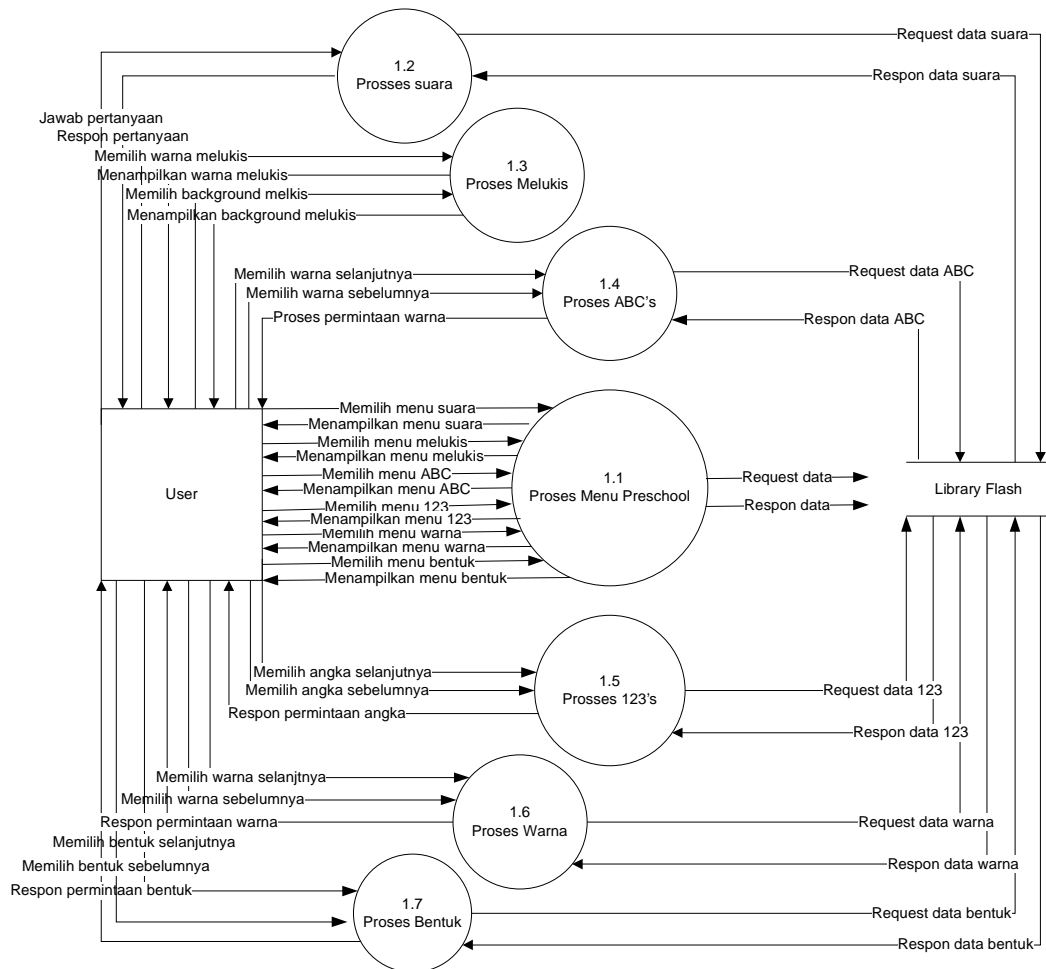 Request data suara
1.2
Prosses suara
Respon data suara
Jawab pertanyaan
Respon pertanyaan
Memilih warna melukis
Menampilkan warna melukis
Memilih background melkis
Menampilkan background melukis
1.3
Proses Melukis
Memilih warna selanjutnya
Memilih warna sebelumnya
Proses permintaan warna
1.4
Proses ABC's
Request data ABC
Respon data ABC
User
Memilih menu suara
Menampilkan menu suara
Memilih menu melukis
Menampilkan menu melukis
Memilih menu ABC
Menampilkan menu ABC
Memilih menu 123
Menampilkan menu 123
Memilih menu warna
Menampilkan menu warna
Memilih menu bentuk
Menampilkan menu bentuk
1.1
Proses Menu Preschool
Request data
Respon data
Library Flash
Memilih angka selanjutnya
Memilih angka sebelumnya
Respon permintaan angka
1.5
Prosses 123's
Request data 123
Respon data 123
Memilih warna selanjtnya
Memilih warna sebelumnya
Respon permintaan warna
1.6
Proses Warna
Request data warna
Respon data warna
Memilih bentuk selanjutnya
Memilih bentuk sebelumnya
Respon permintaan bentuk
1.7
Proses Bentuk
Request data bentuk
Respon data bentuk